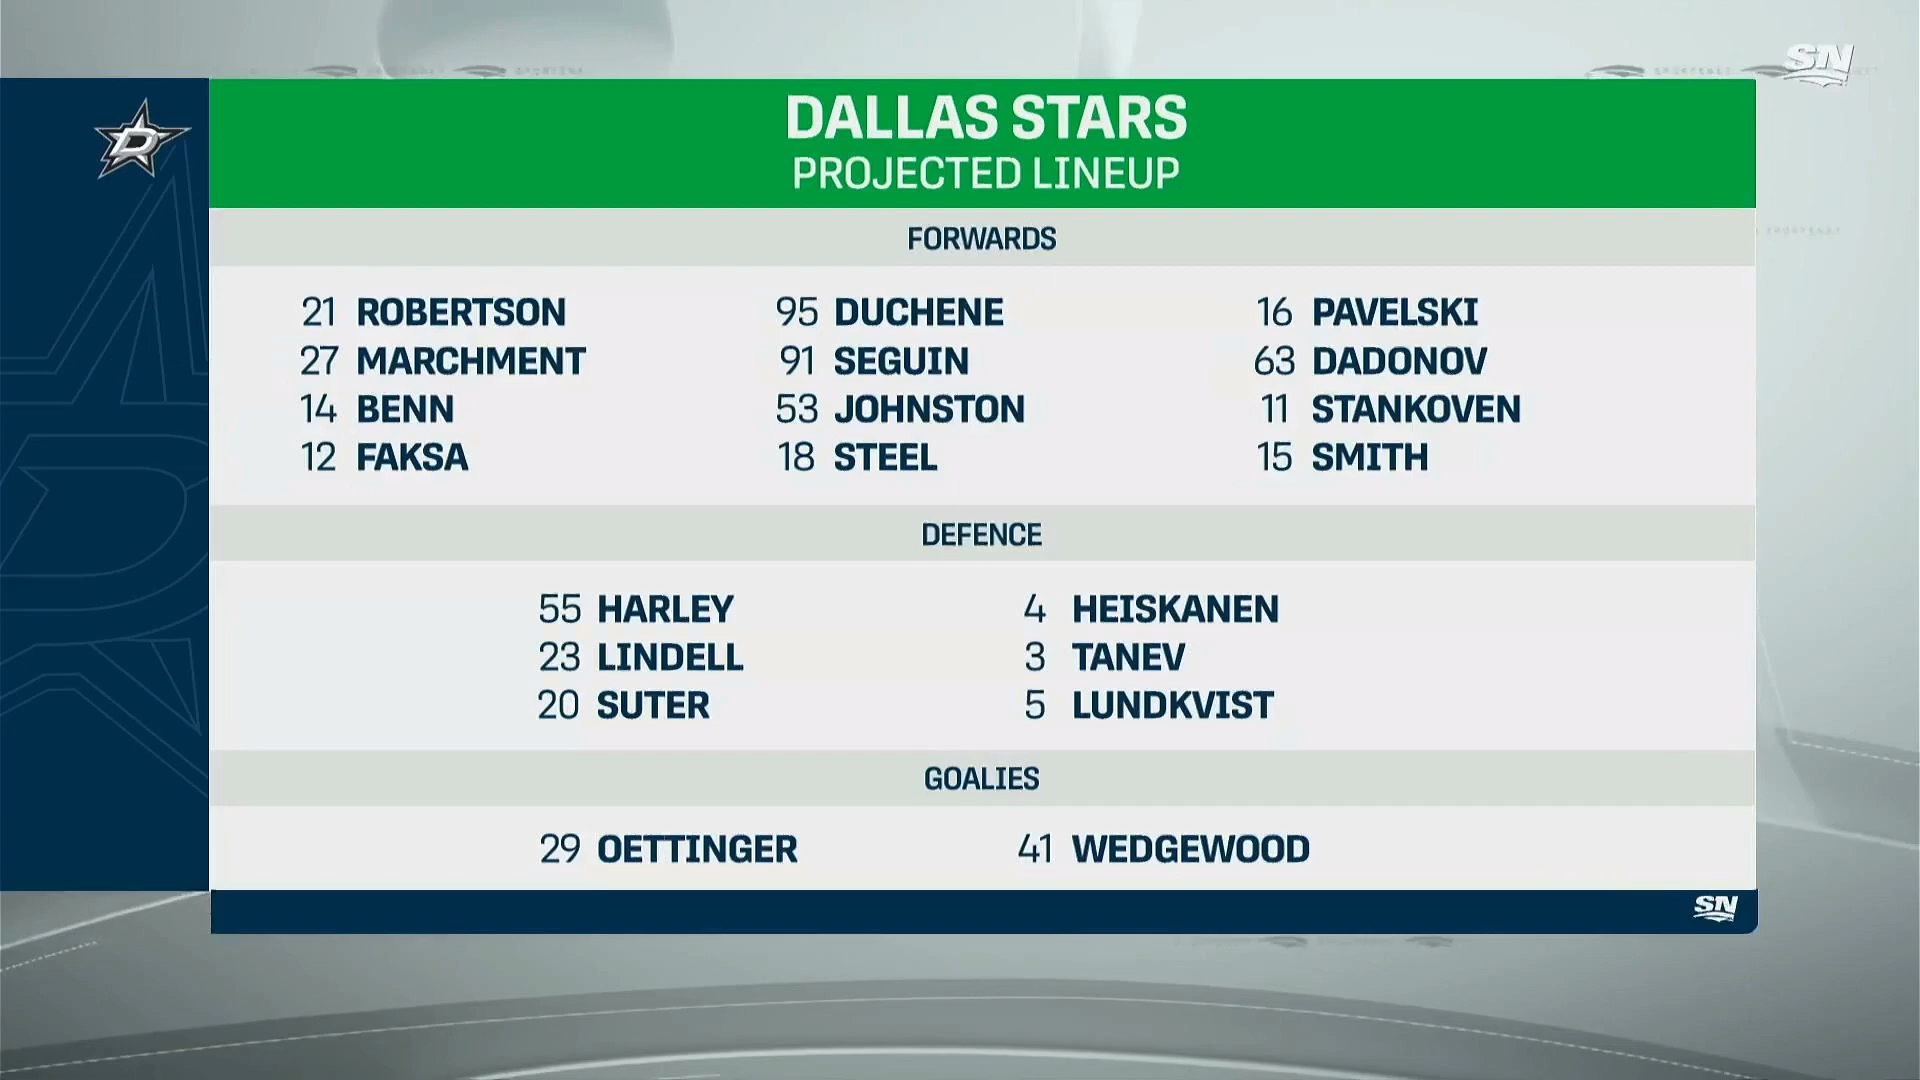 SN
DALLAS STARS
PROJECTED LINEUP
FORWARDS
21 ROBERTSON 95 DUCHENE 16 PAVELSKI
27 MARCHMENT 91 SEGUIN 63 DADONOV
14 BENN 53 JOHNSTON 11 STANKOVEN
12 FAKSA 18 STEEL 15 SMITH
DEFENCE
55 HARLEY 4 HEISKANEN
23 LINDELL 3 TANEV
20 SUTER 5 LUNDKVIST
GOALIES
29 OETTINGER 41 WEDGEWOOD
SN